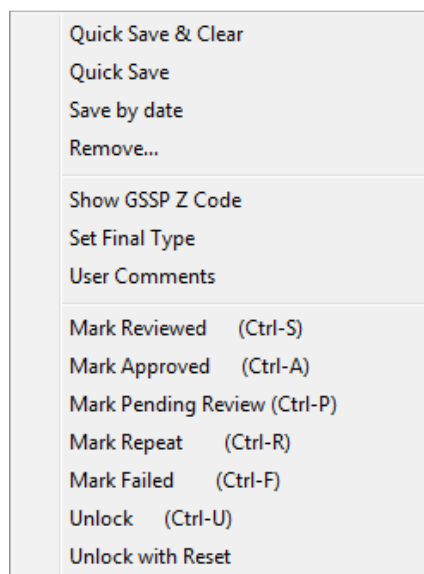 Quick Save & Clear
Quick Save
Save by date
Remove...
Show GSSP Z Code
Set Final Type
User Comments
Mark Reviewed (Ctrl-S)
Mark Approved (Ctrl-A)
Mark Pending Review (Ctrl-P)
Mark Repeat (Ctrl-R)
Mark Failed (Ctrl-F)
Unlock (Ctrl-U)
Unlock with Reset